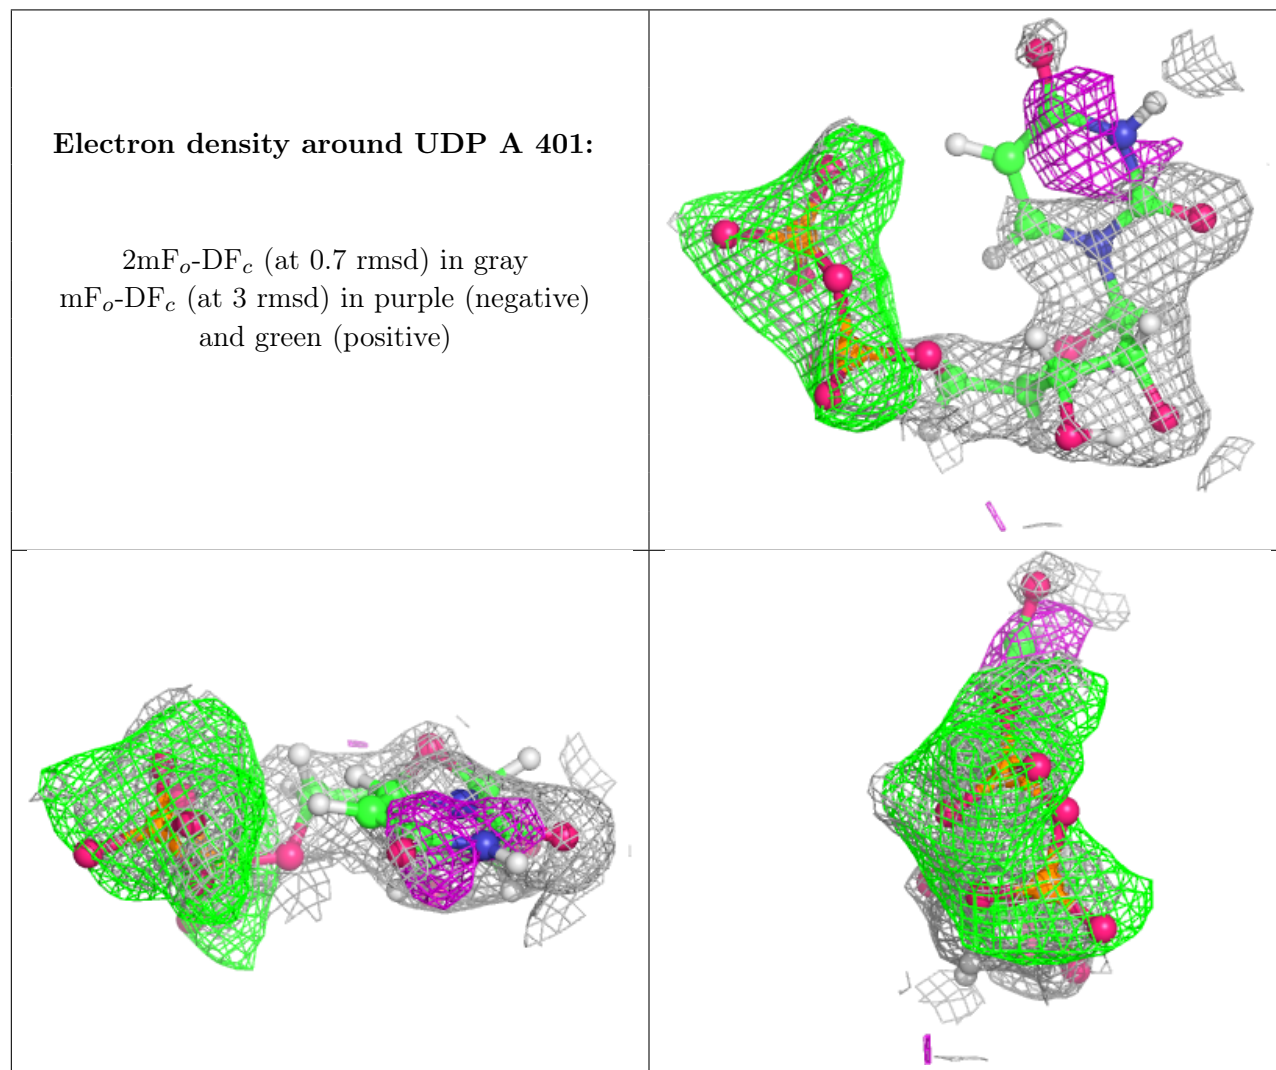 Electron density around UDP A 401:
2mFₒ-DF𝒸 (at 0.7 rmsd) in gray
mFₒ-DF𝒸 (at 3 rmsd) in purple (negative)
and green (positive)